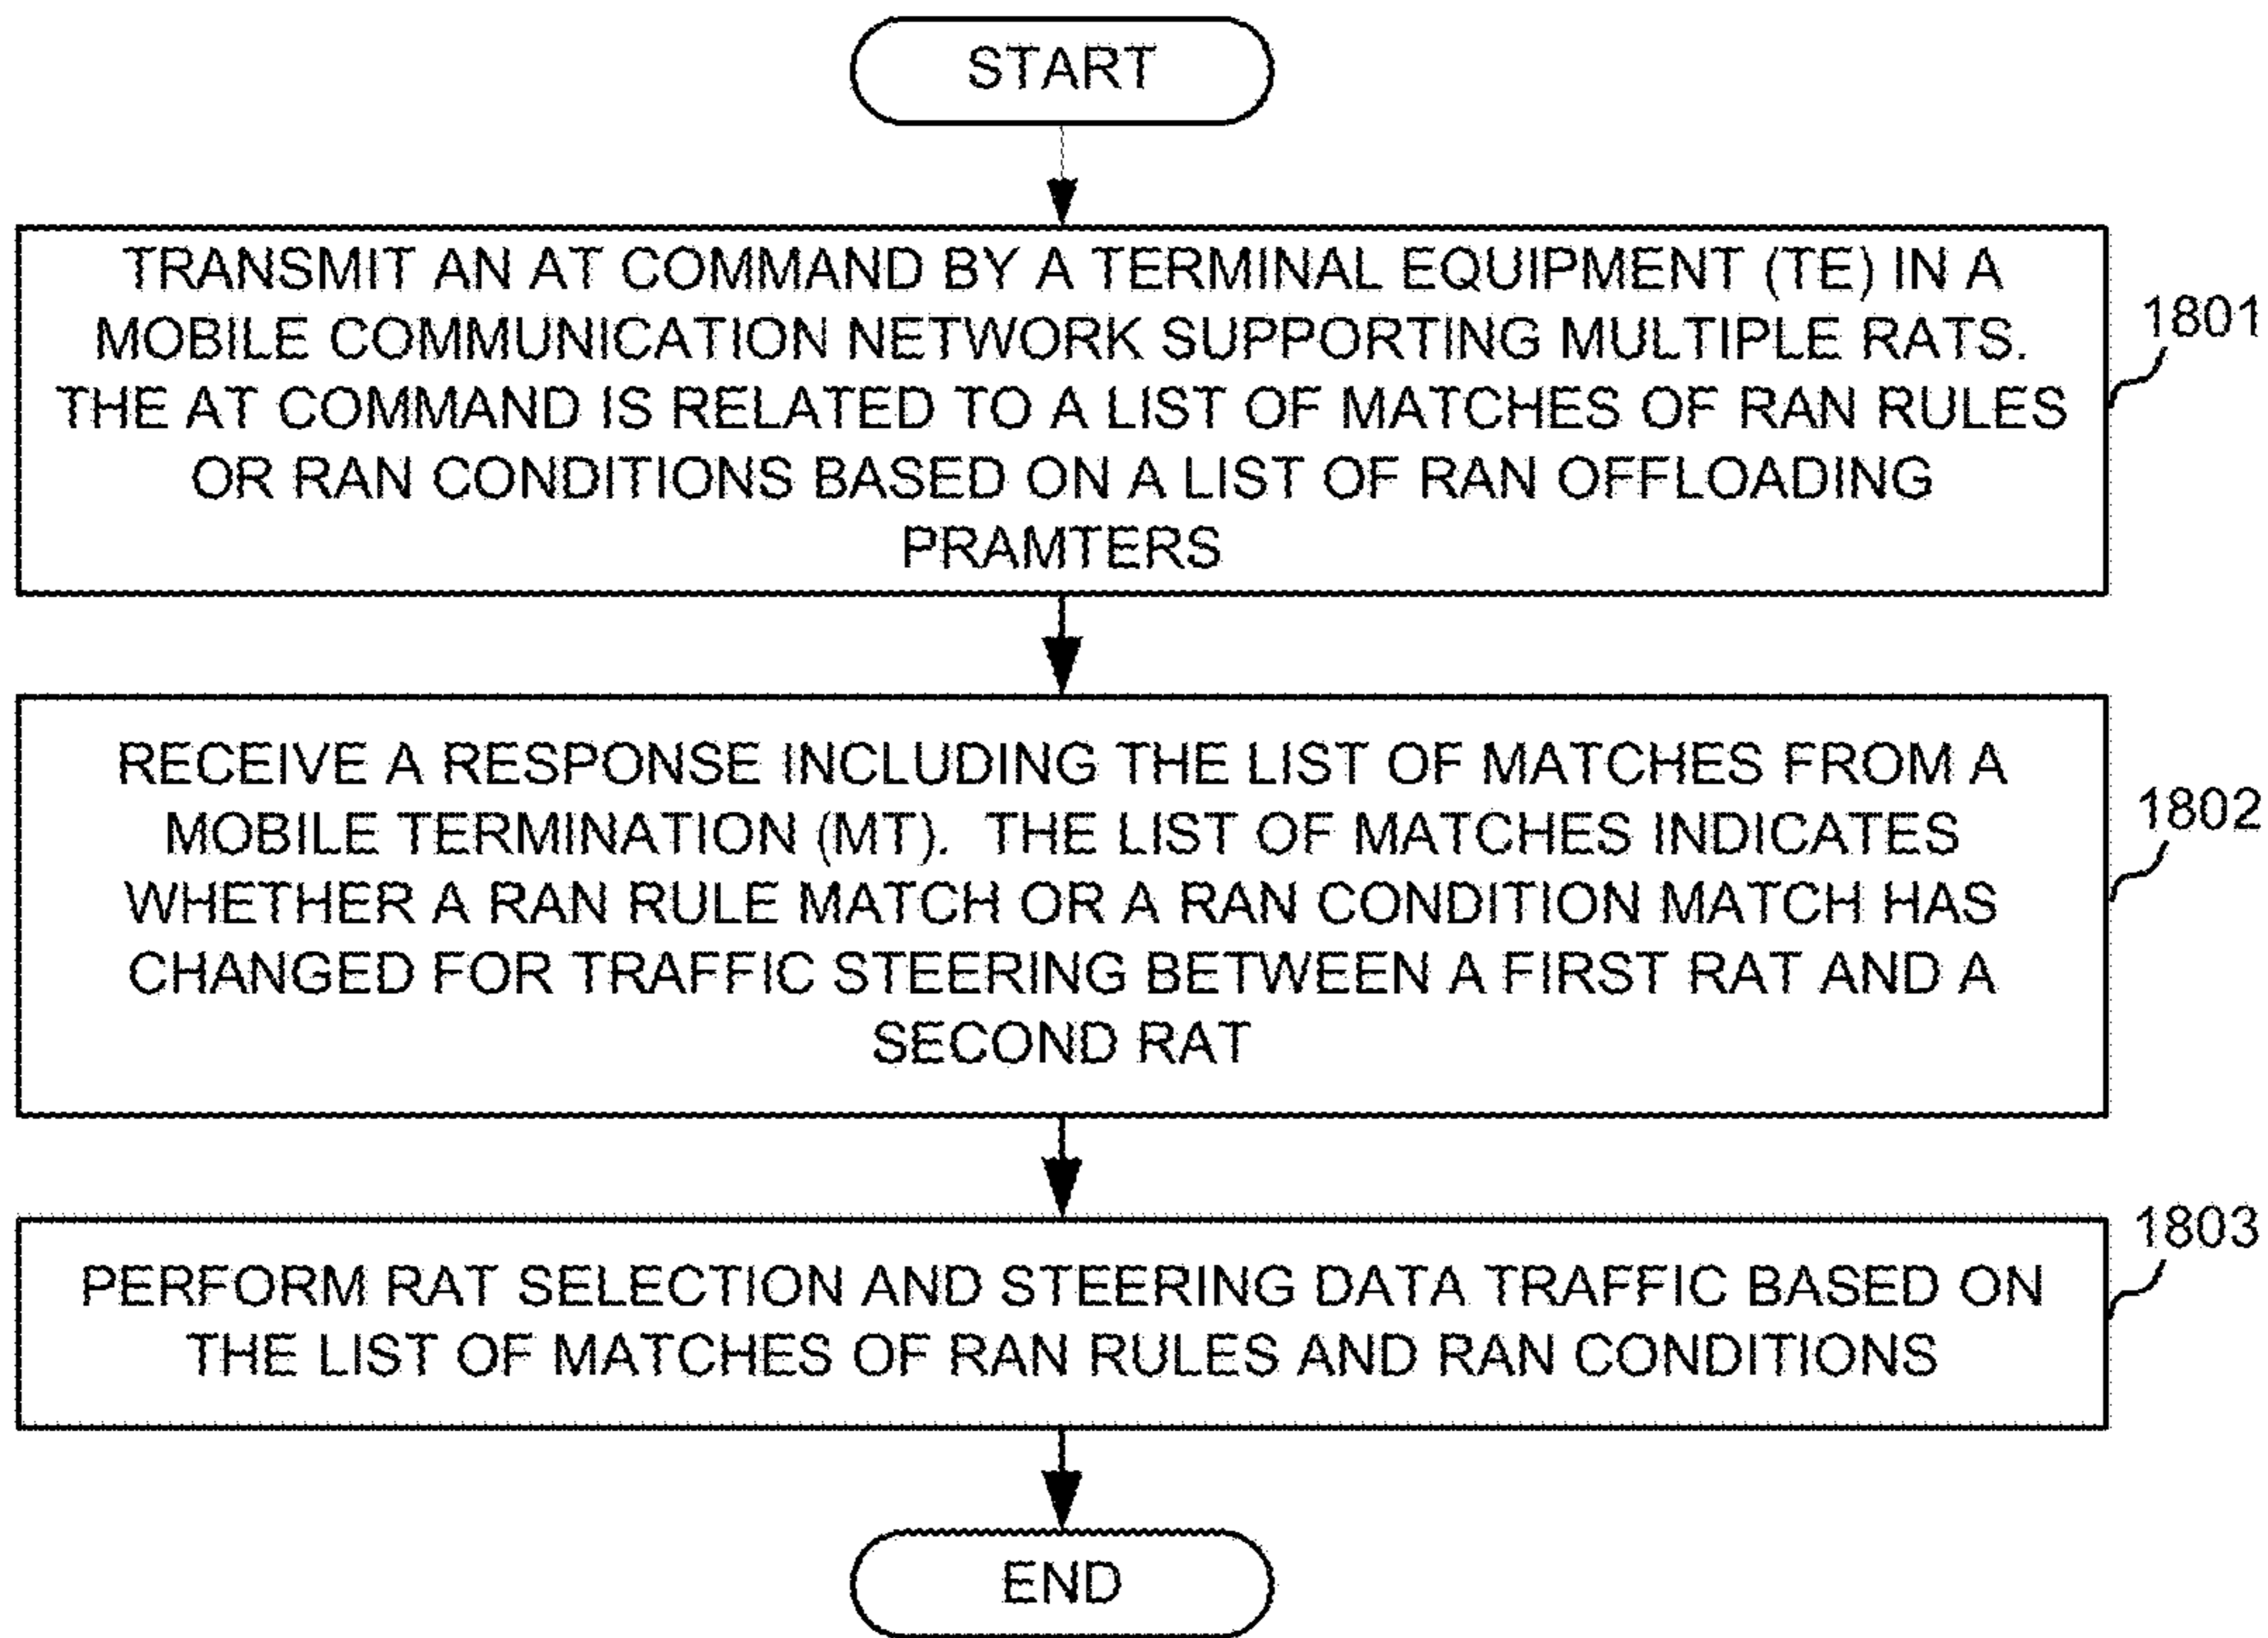 START
TRANSMIT AN AT COMMAND BY A TERMINAL EQUIPMENT (TE) IN A
MOBILE COMMUNICATION NETWORK SUPPORTING MULTIPLE RATS.
THE AT COMMAND IS RELATED TO A LIST OF MATCHES OF RAN RULES
OR RAN CONDITIONS BASED ON A LIST OF RAN OFFLOADING
PRAMTERS
1801
RECEIVE A RESPONSE INCLUDING THE LIST OF MATCHES FROM A
MOBILE TERMINATION (MT). THE LIST OF MATCHES INDICATES
WHETHER A RAN RULE MATCH OR A RAN CONDITION MATCH HAS
CHANGED FOR TRAFFIC STEERING BETWEEN A FIRST RAT AND A
SECOND RAT
1802
PERFORM RAT SELECTION AND STEERING DATA TRAFFIC BASED ON
THE LIST OF MATCHES OF RAN RULES AND RAN CONDITIONS
1803
END